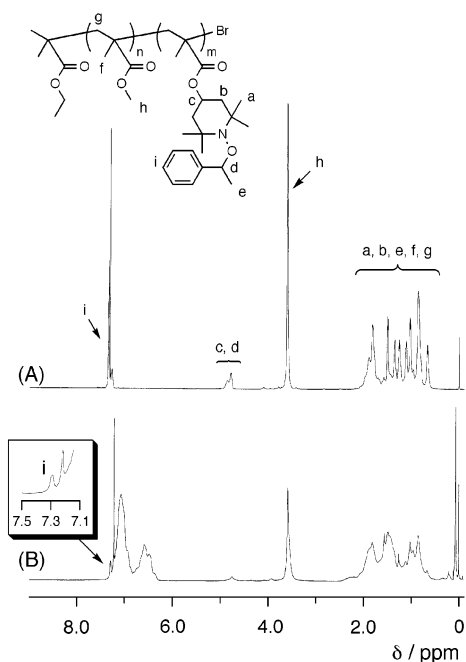 g
Br
n
m
O
O
O
f
O
O
O
h
c
b
a
N
O
i
d
e
h
a, b, e, f, g
i
c, d
(A)
i
7.5 7.3 7.1
(B)
8.0 6.0 4.0 2.0 0
δ / ppm